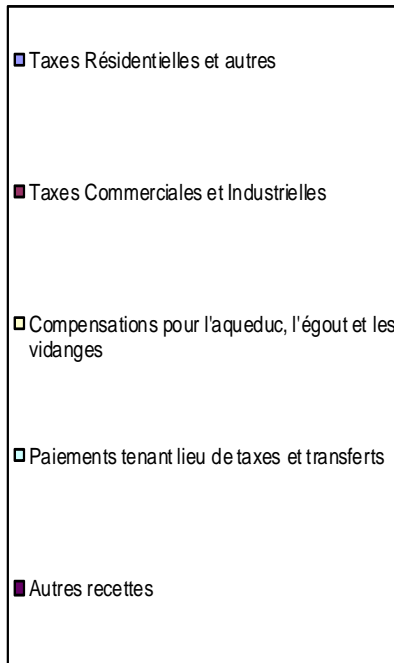 Taxes Résidentielles et autres
Taxes Commerciales et Industrielles
Compensations pour l'aqueduc, l'égout et les
vidanges
Paiements tenant lieu de taxes et transferts
Autres recettes